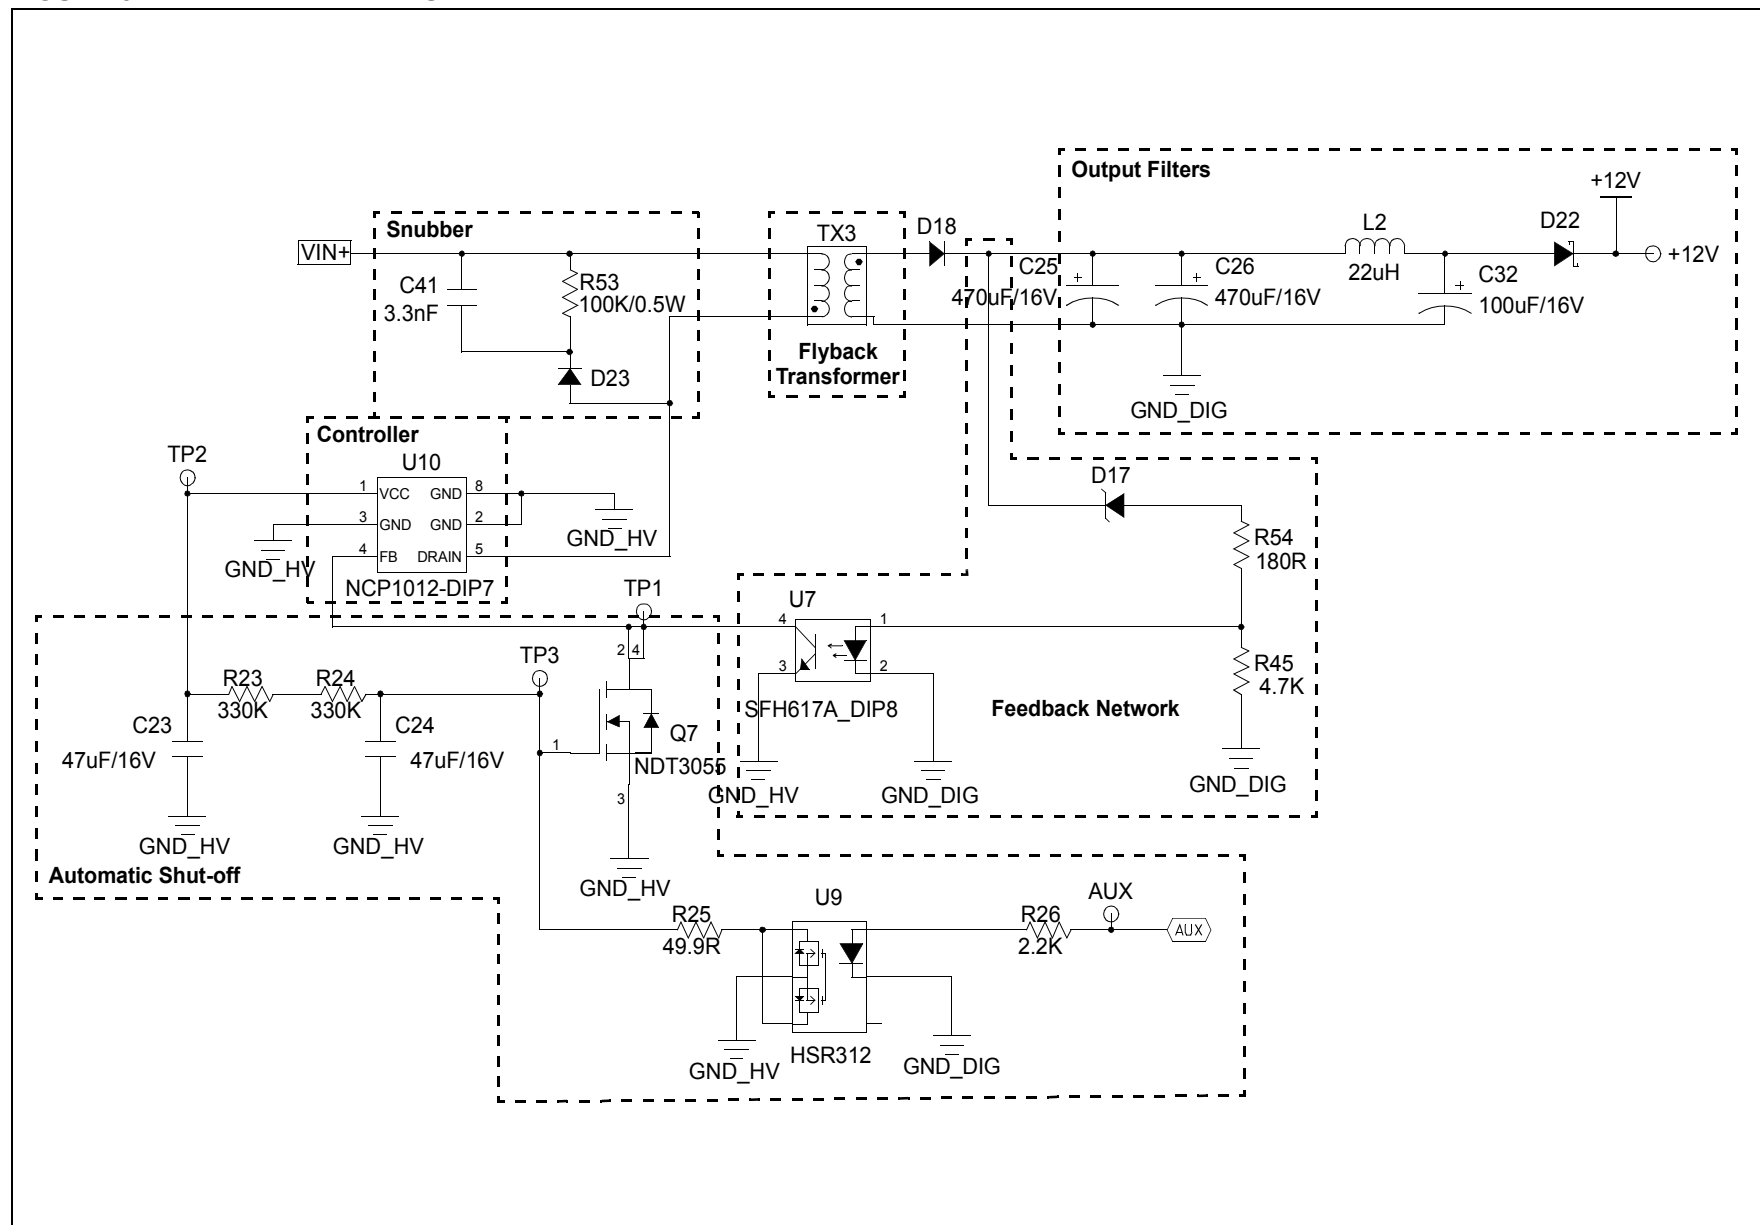 Output Filters
+12V
Snubber
TX3
D18
L2
D22
VIN+
+12V
C25
470uF/16V
C26
470uF/16V
22uH
C32
100uF/16V
C41
3.3nF
R53
100K/0.5W
Flyback
Transformer
D23
GND_DIG
Controller
TP2
U10
D17
1
VCC
GND
8
3
GND
GND
2
4
FB
DRAIN
5
GND_HV
GND_HV
NCP1012-DIP7
R54
180R
TP1
U7
4
1
3
2
SFH617A_DIP8
R45
4.7K
Feedback Network
2
4
TP3
R23
330K
R24
330K
C23
47uF/16V
C24
47uF/16V
1
Q7
NDT3055
3
GND_HV
GND_DIG
GND_DIG
GND_HV
GND_HV
GND_HV
Automatic Shut-off
U9
AUX
R25
49.9R
R26
2.2K
AUX
HSR312
GND_HV
GND_DIG